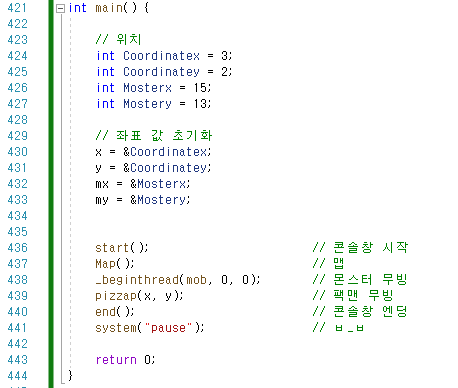 421 int main() {
422
423 // 위치
424 int Coordinatex = 3;
425 int Coordinatey = 2;
426 int Mosterx = 15;
427 int Mostery = 13;
428
429 // 좌표 값 초기화
430 x = &Coordinatex;
431 y = &Coordinatey;
432 mx = &Mosterx;
433 my = &Mostery;
434
435
436 start(); // 콘솔창 시작
437 Map(); // 맵
438 _beginthread(mob, 0, 0); // 몬스터 무빙
439 pizzap(x, y); // 팩맨 무빙
440 end(); // 콘솔창 엔딩
441 system("pause"); // ㅂ_ㅂ
442
443 return 0;
444 }